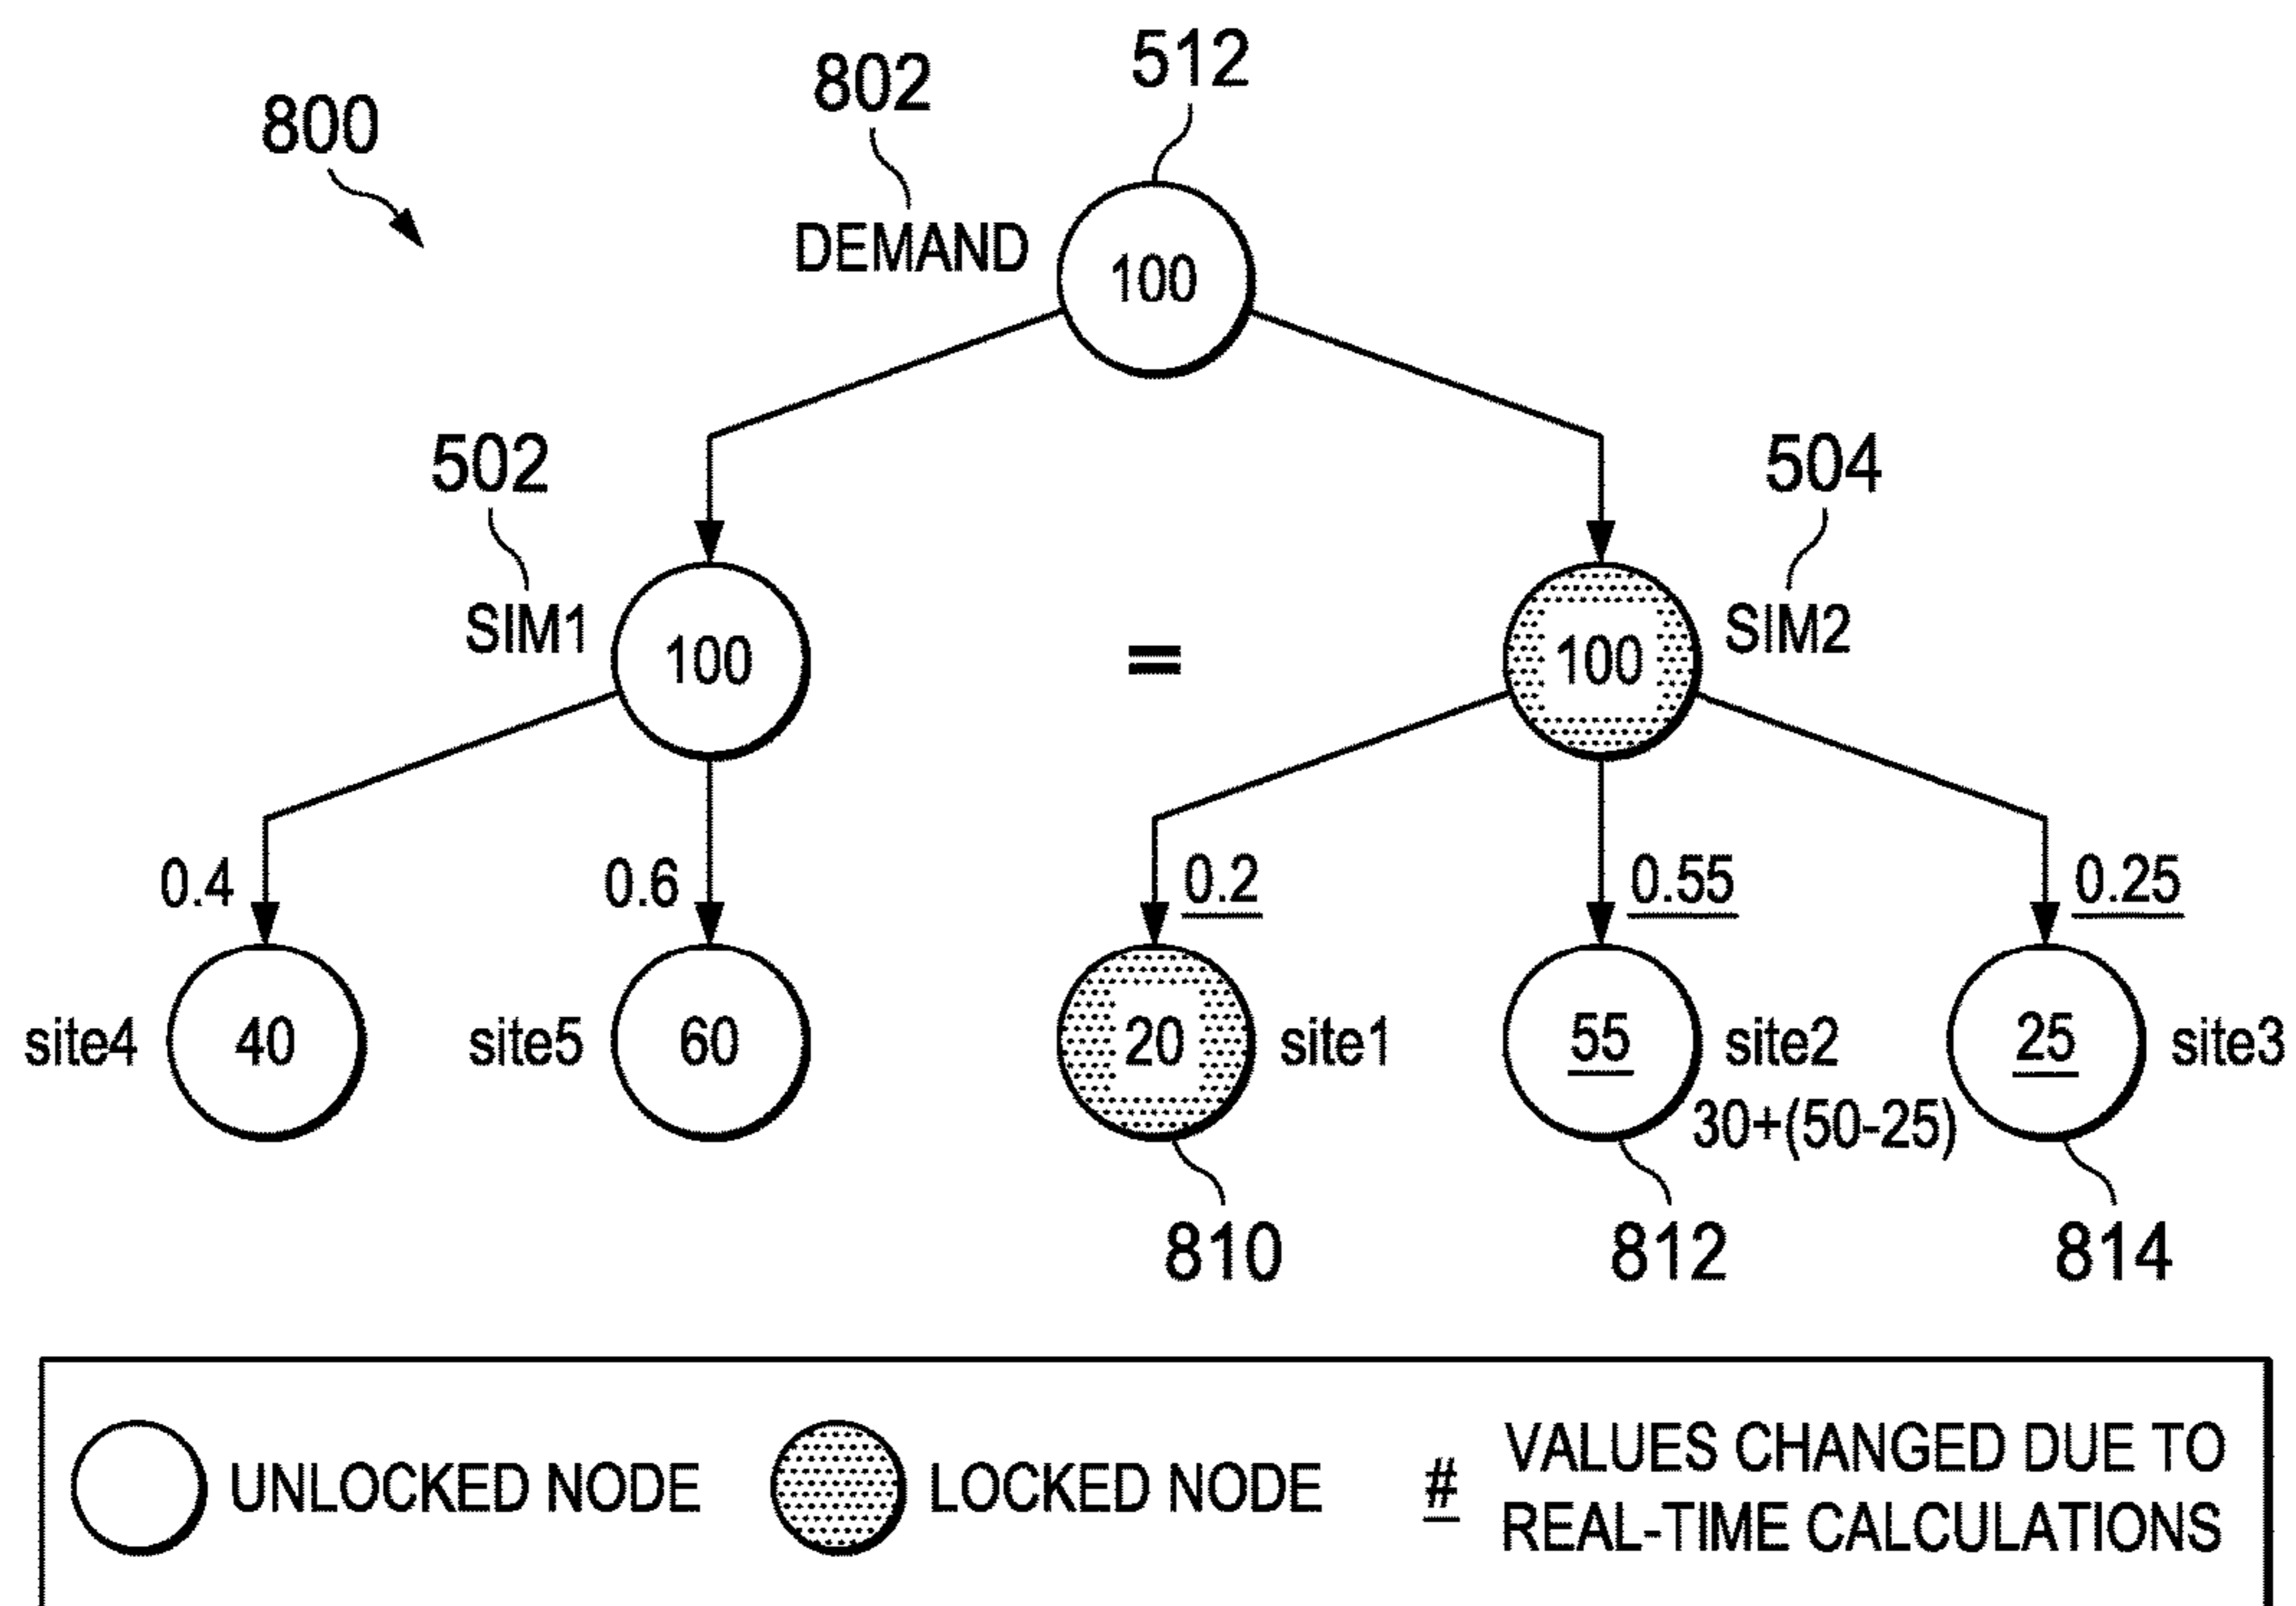 512
802
800
DEMAND
100
502
504
SIM1
100
=
100
SIM2
0.4
0.6
0.2
0.55
0.25
site4
40
site5
60
20
site1
55
site2
25
site3
30+(50-25)
810
812
814
UNLOCKED NODE
LOCKED NODE
# VALUES CHANGED DUE TO
REAL-TIME CALCULATIONS